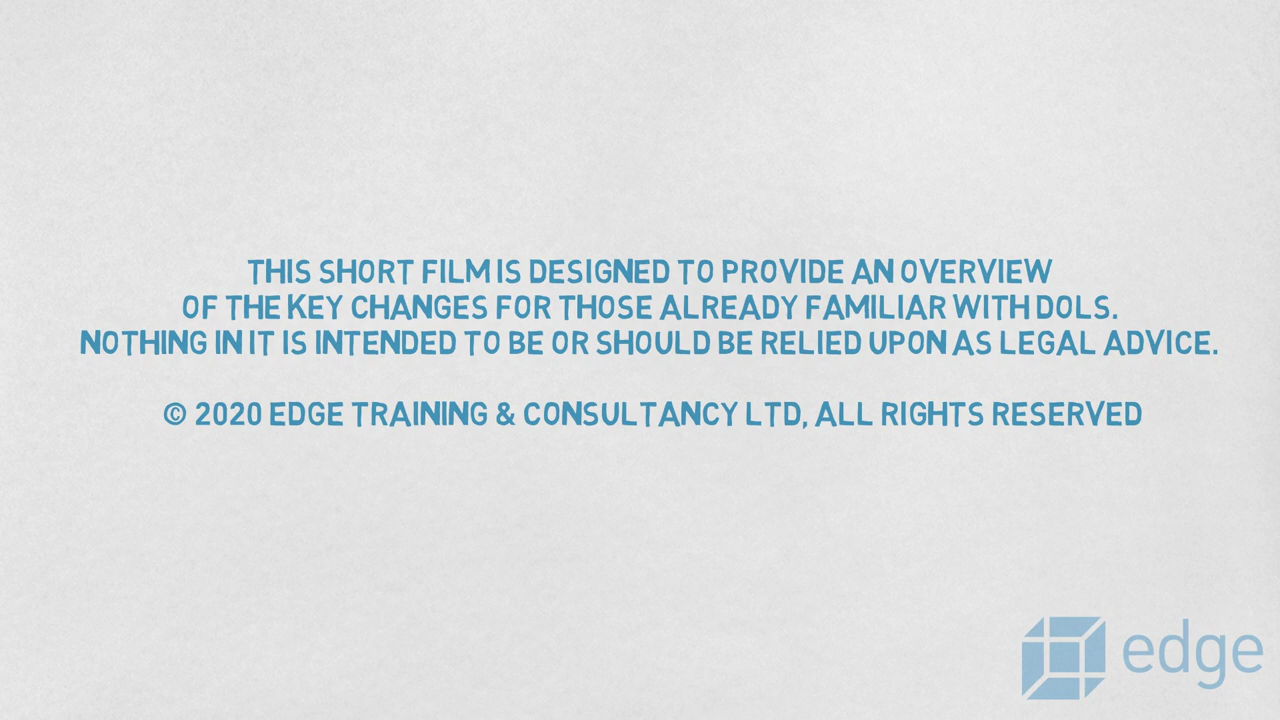 THIS SHORT FILM IS DESIGNED TO PROVIDE AN OVERVIEW
OF THE KEY CHANGES FOR THOSE ALREADY FAMILIAR WITH DOLS.
NOTHING IN IT IS INTENDED TO BE OR SHOULD BE RELIED UPON AS LEGAL ADVICE.
© 2020 EDGE TRAINING & CONSULTANCY LTD, ALL RIGHTS RESERVED
edge